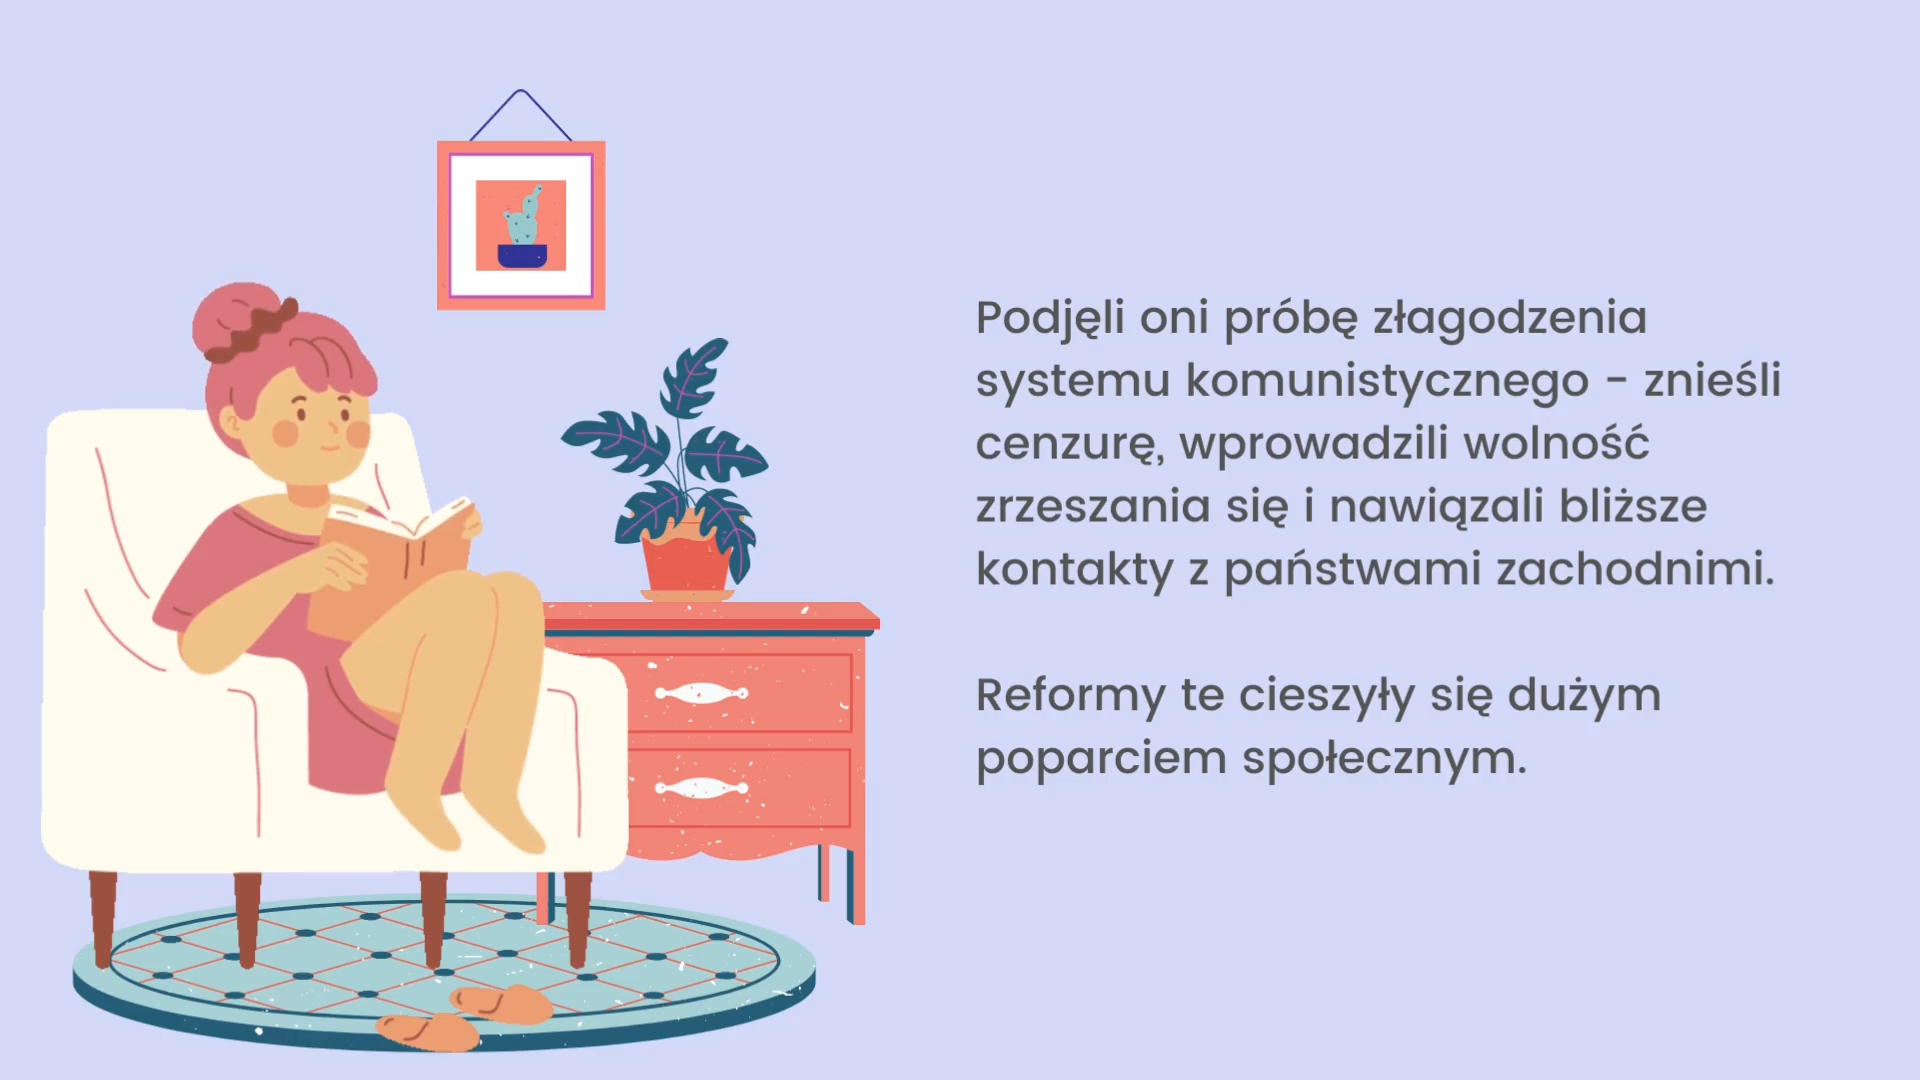 Podjęli oni próbę złagodzenia
systemu komunistycznego - znieśli
cenzurę, wprowadzili wolność
zrzeszania się i nawiązali bliższe
kontakty z państwami zachodnimi.
Reformy te cieszyły się dużym
poparciem społecznym.